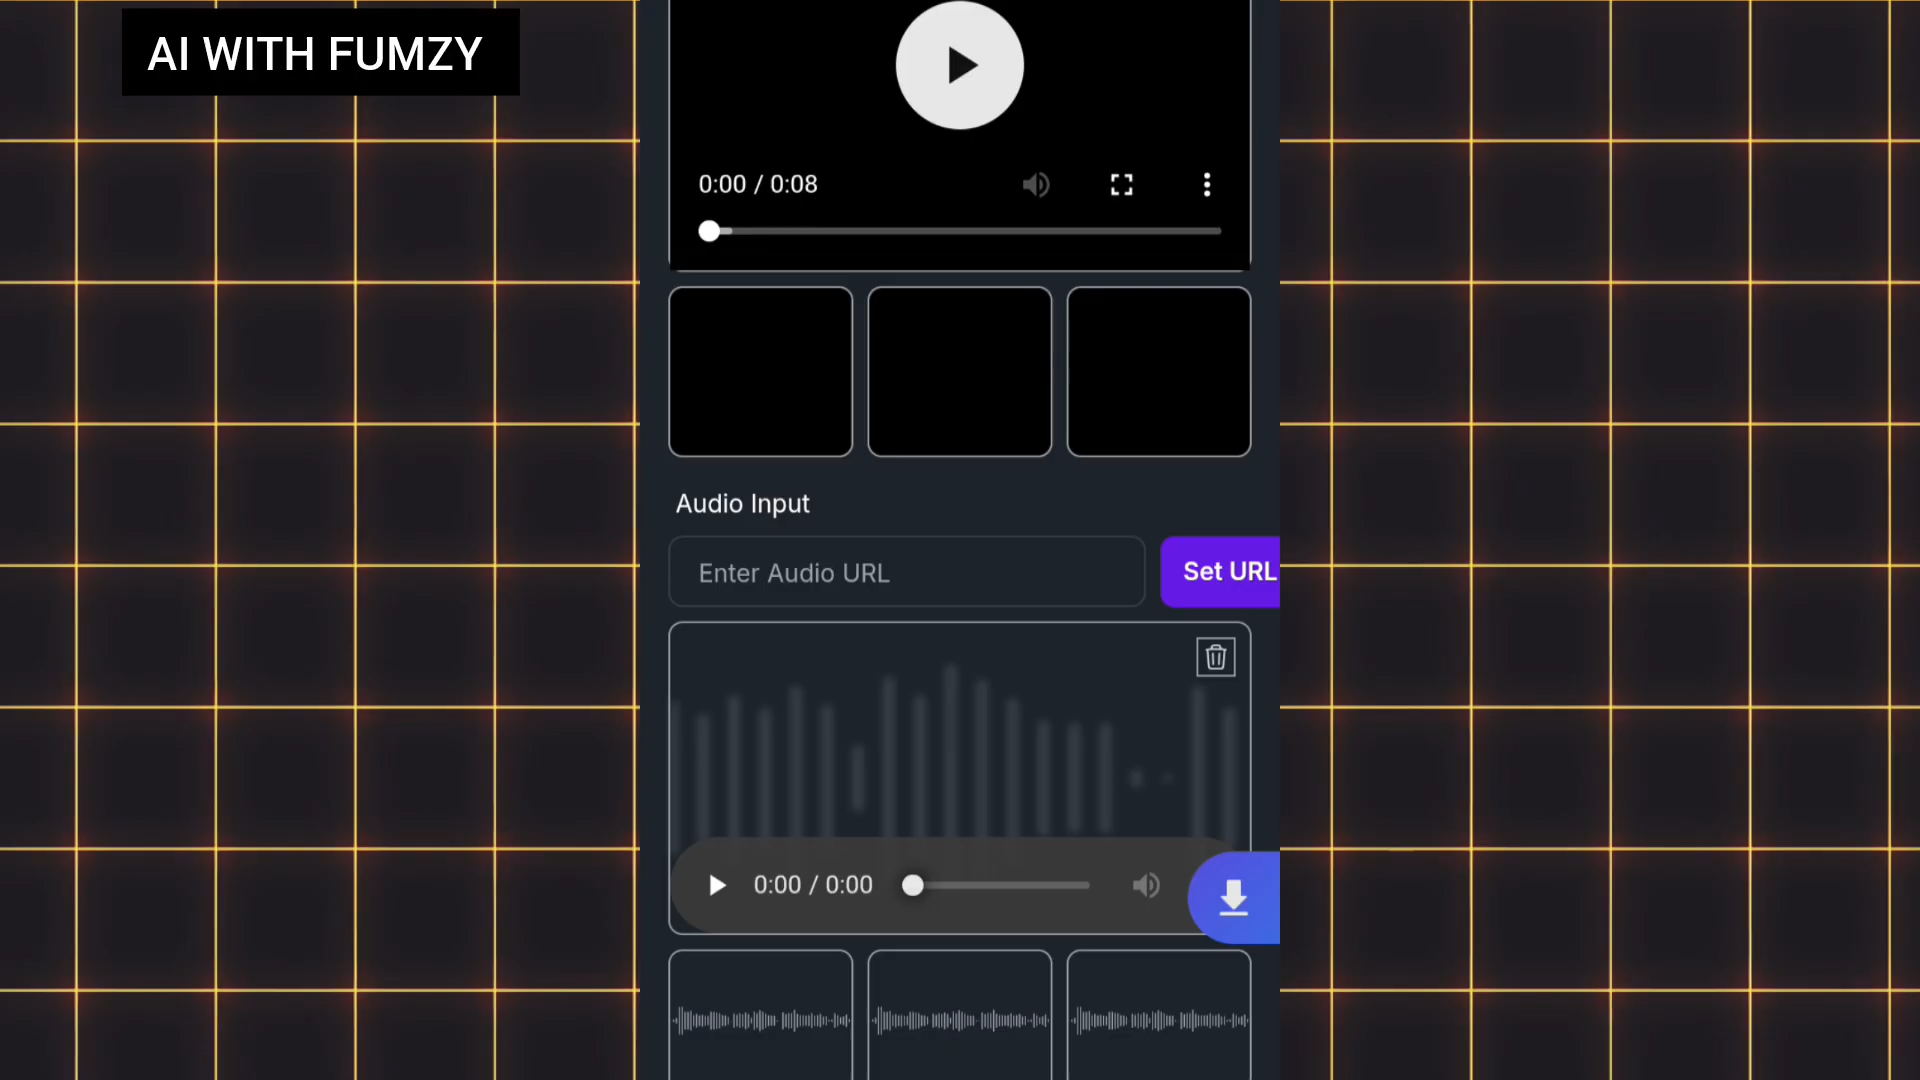 AI WITH FUMZY
0:00 / 0:08
Audio Input
Enter Audio URL
Set URL
0:00 / 0:00